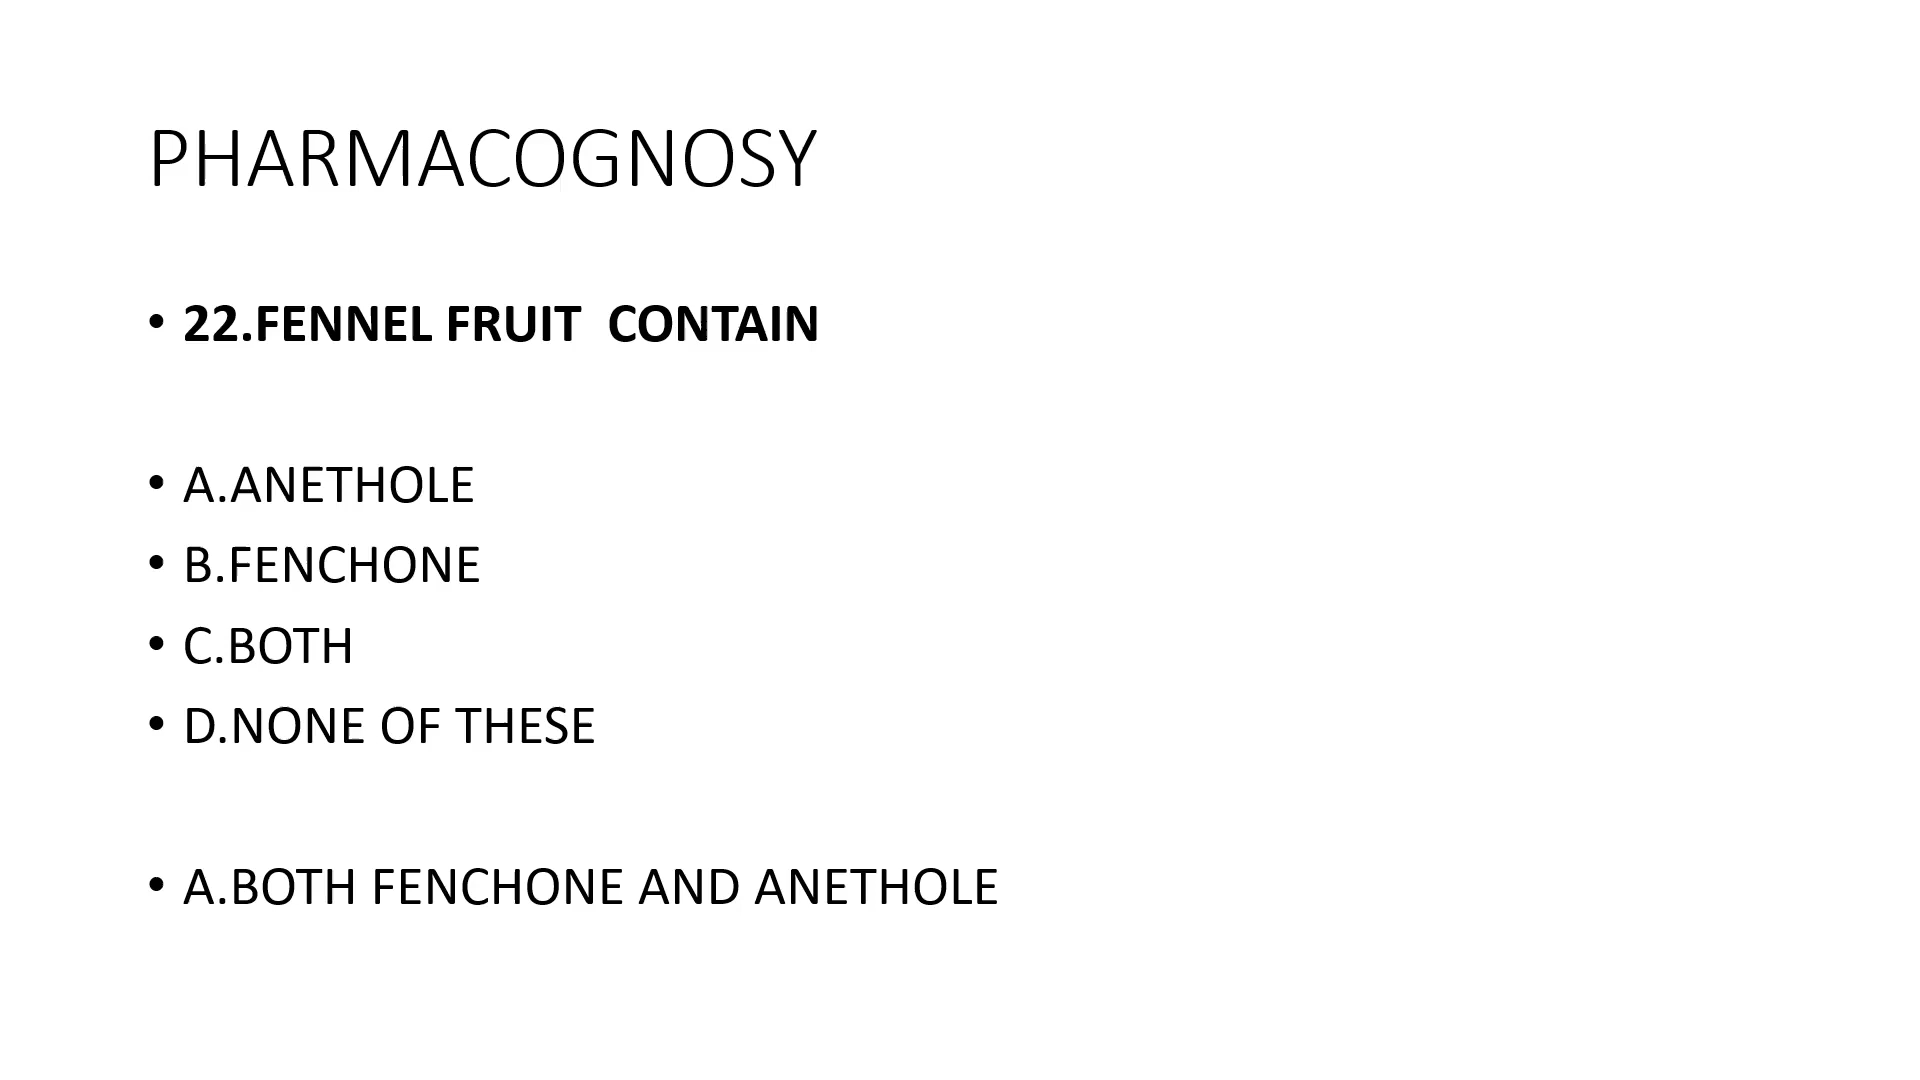 PHARMACOGNOSY
• 22.FENNEL FRUIT  CONTAIN
• A.ANETHOLE
• B.FENCHONE
• C.BOTH
• D.NONE OF THESE
• A.BOTH FENCHONE AND ANETHOLE